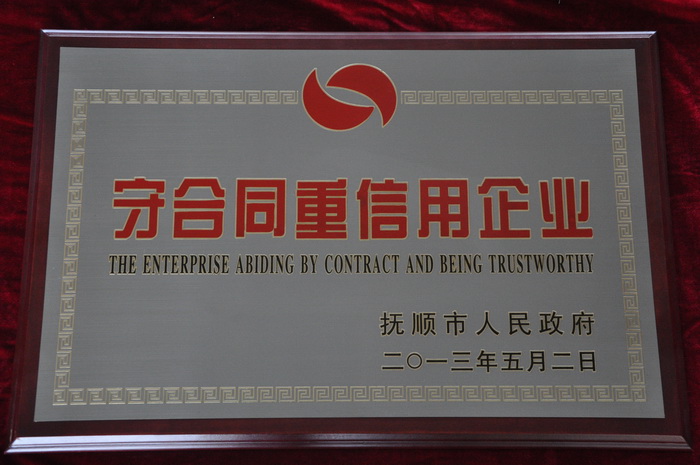 守合同重信用企业
THE ENTERPRISE ABIDING BY CONTRACT AND BEING TRUSTWORTHY
抚顺市人民政府
二〇一三年五月二日